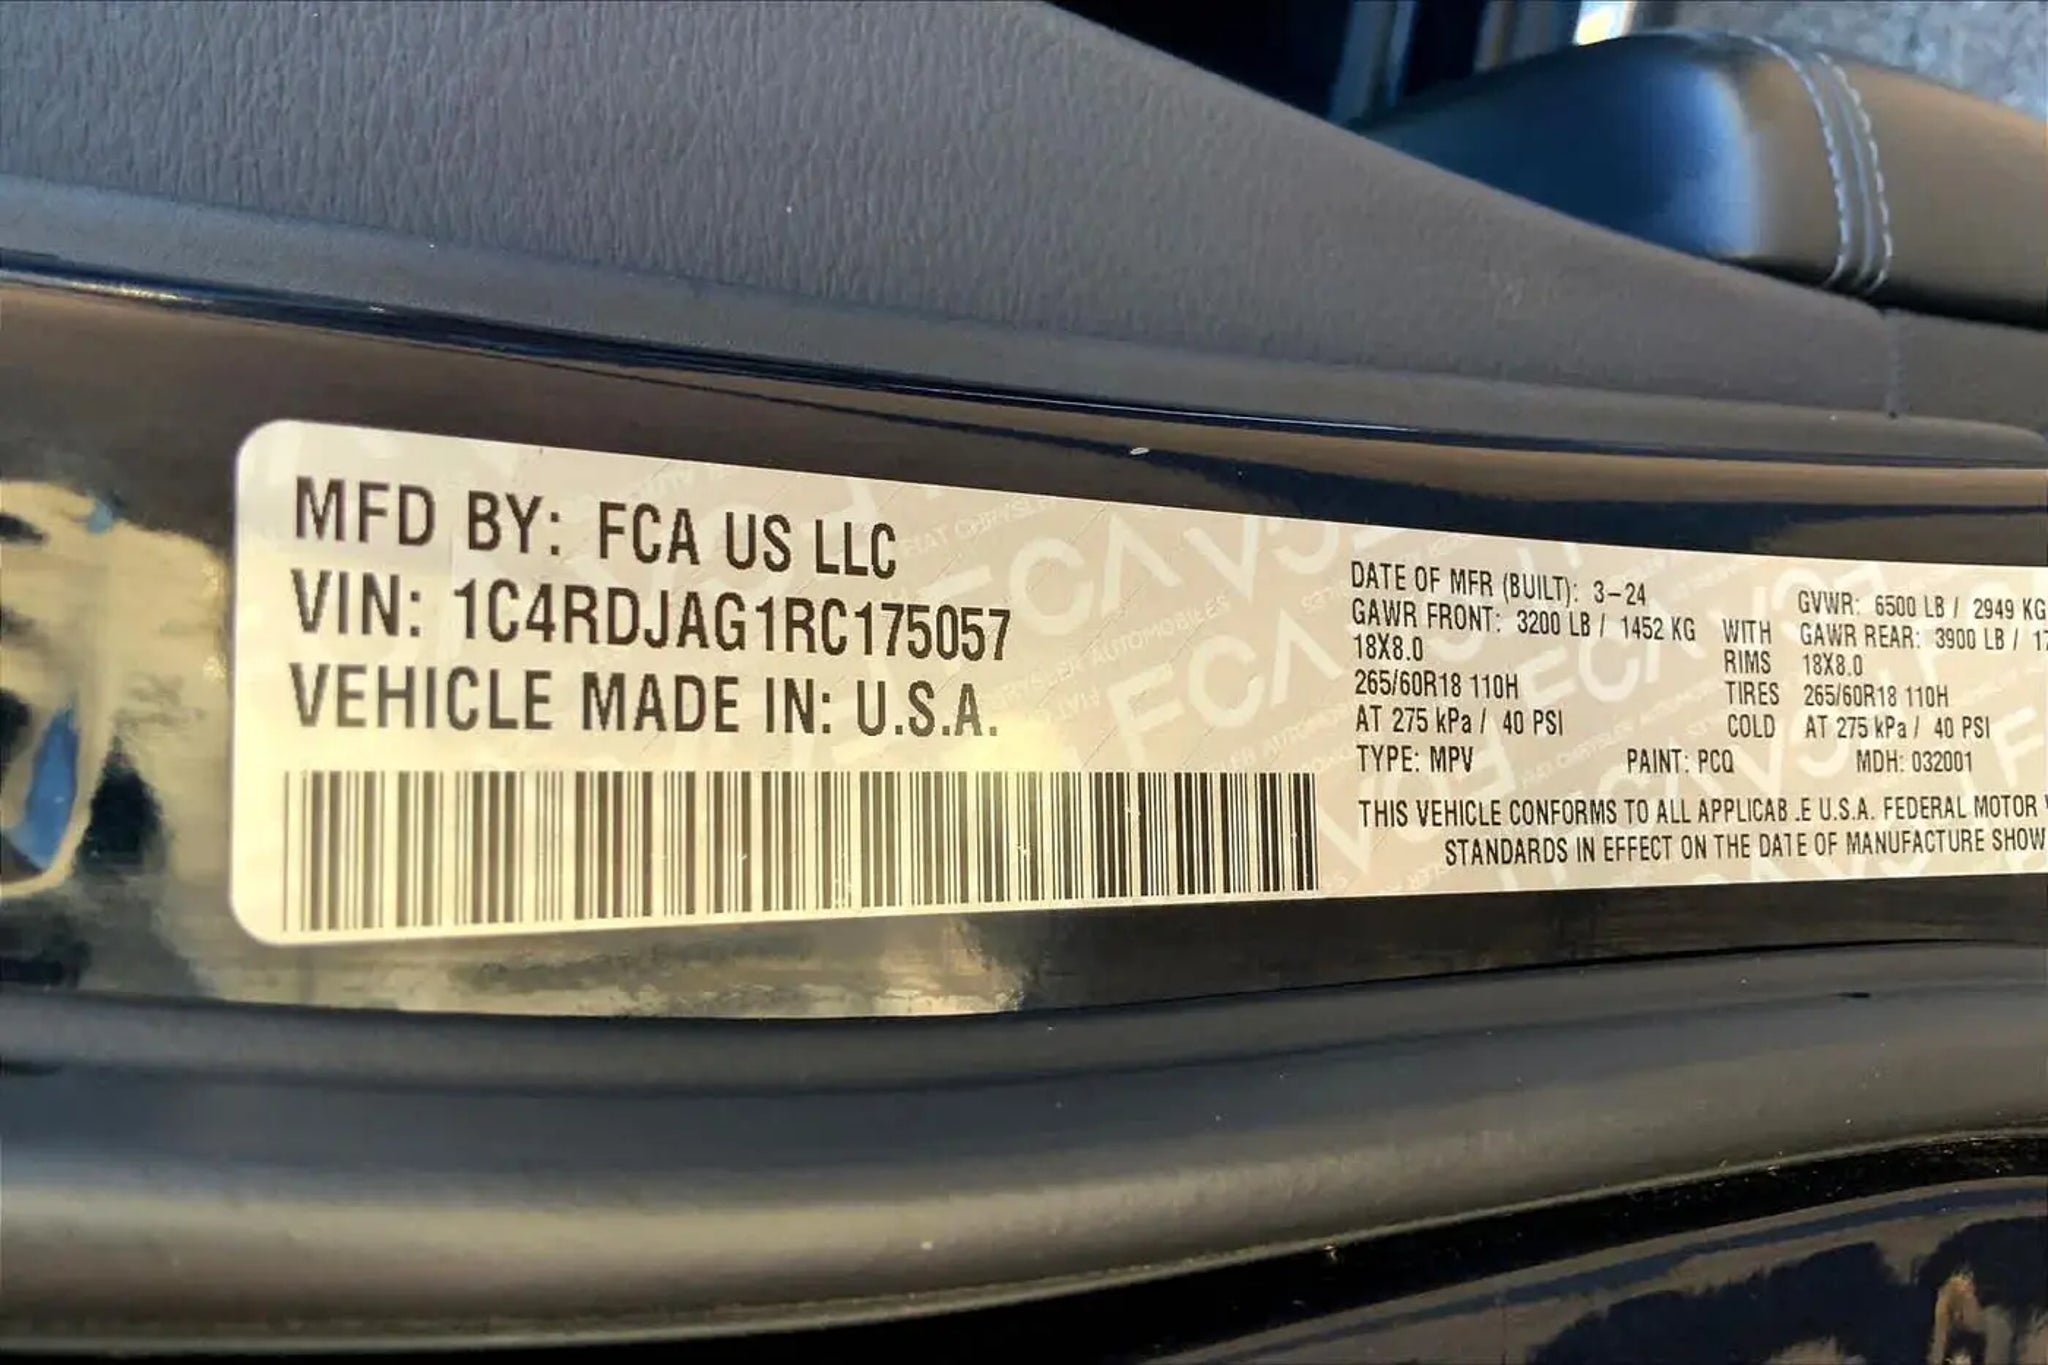 MFD BY: FCA US LLC
VIN: 1C4RDJAG1RC175057
VEHICLE MADE IN: U.S.A.
DATE OF MFR (BUILT): 3-24 GVWR: 6500 LB / 2949 KG
GAWR FRONT: 3200 LB / 1452 KG WITH GAWR REAR: 3900 LB / 17
18X8.0 RIMS 18X8.0
265/60R18 110H TIRES 265/60R18 110H
AT 275 kPa / 40 PSI COLD AT 275 kPa / 40 PSI
TYPE: MPV PAINT: PCQ MDH: 032001
THIS VEHICLE CONFORMS TO ALL APPLICAB .E U.S.A. FEDERAL MOTOR
STANDARDS IN EFFECT ON THE DATE OF MANUFACTURE SHOW